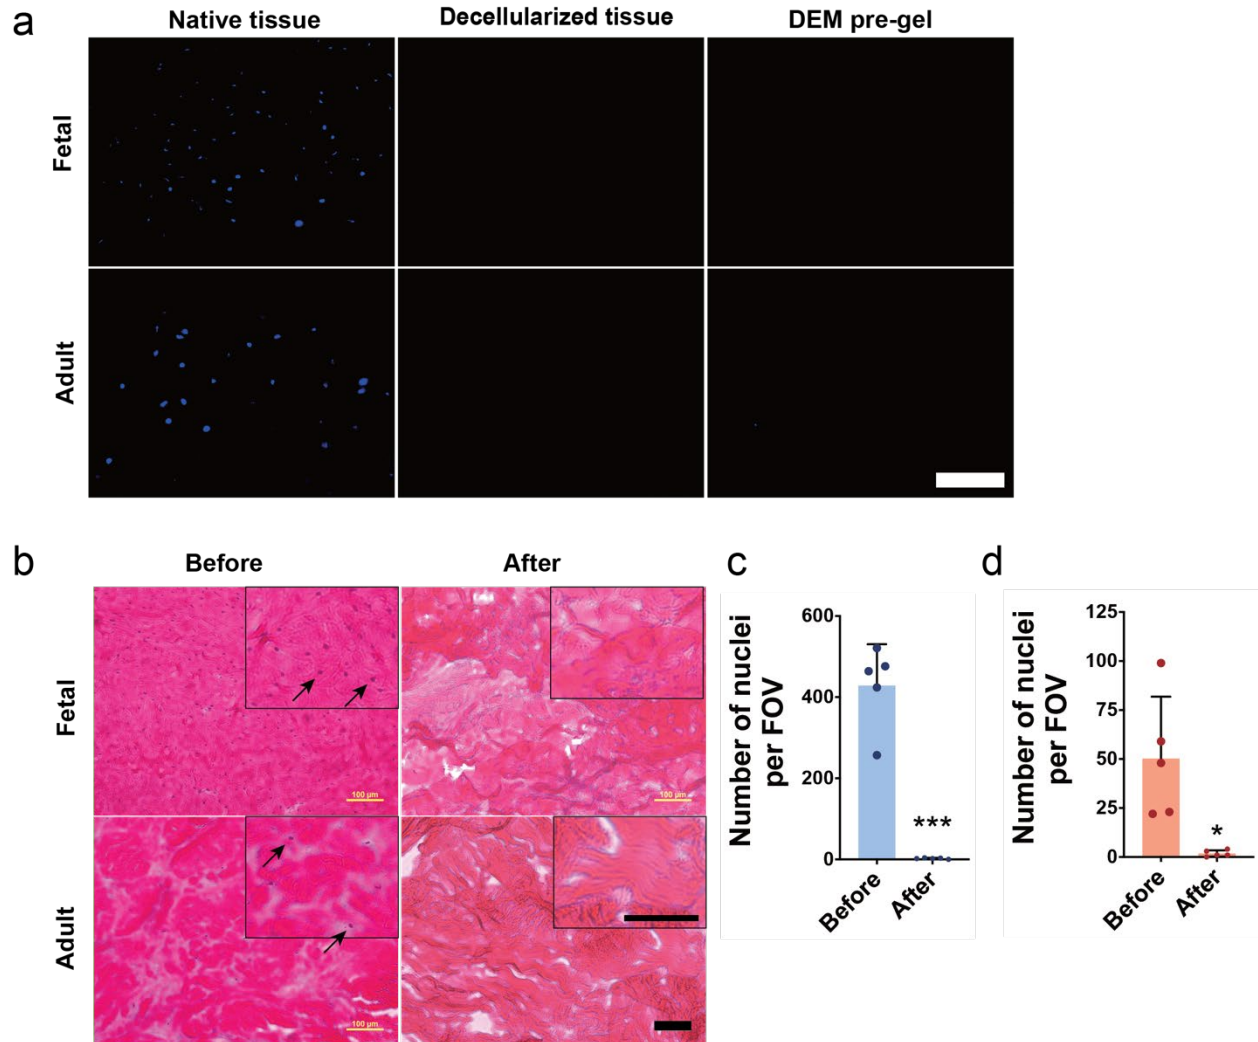 a
Native tissue
Decellularized tissue
DEM pre-gel
Fetal
Adult
b
Before
After
Fetal
100 µm
100 µm
Adult
100 µm
c
Number of nuclei
per FOV
600
400
200
0
***
Before
After
d
Number of nuclei
per FOV
125
100
75
50
25
0
*
Before
After